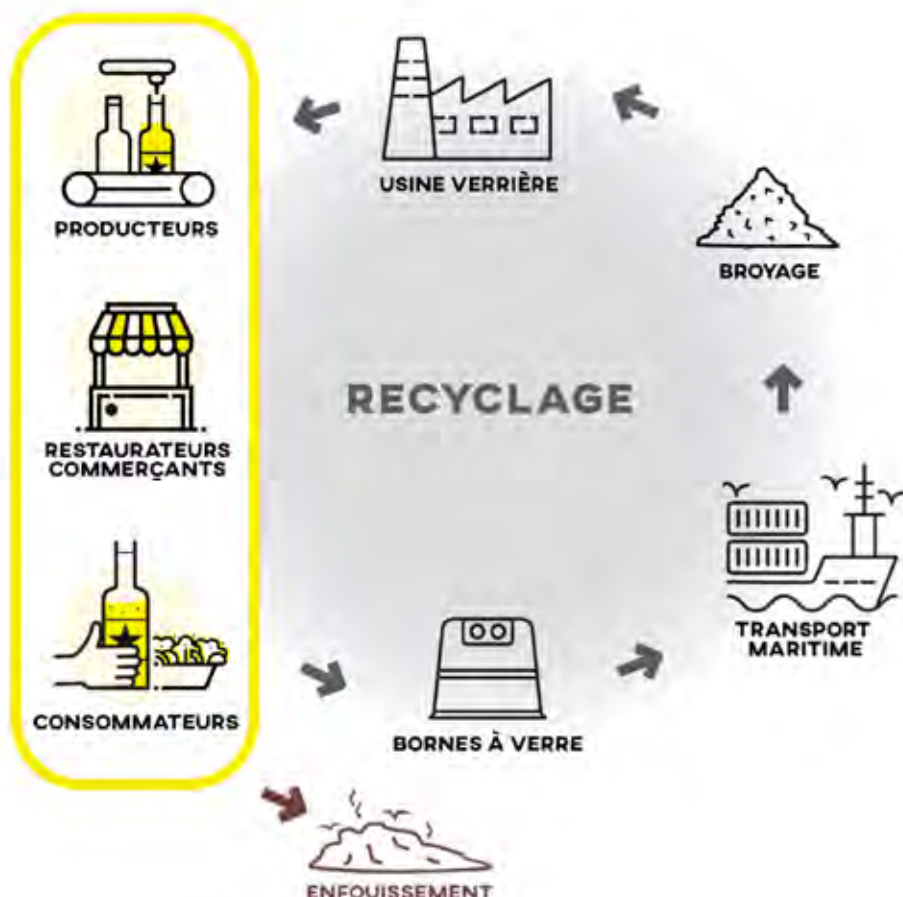 PRODUCTEURS
RESTAURATEURS
COMMERÇANTS
CONSOMMATEURS
USINE VERRIÈRE
BROYAGE
RECYCLAGE
TRANSPORT
MARITIME
BORNES À VERRE
ENFOUISSEMENT